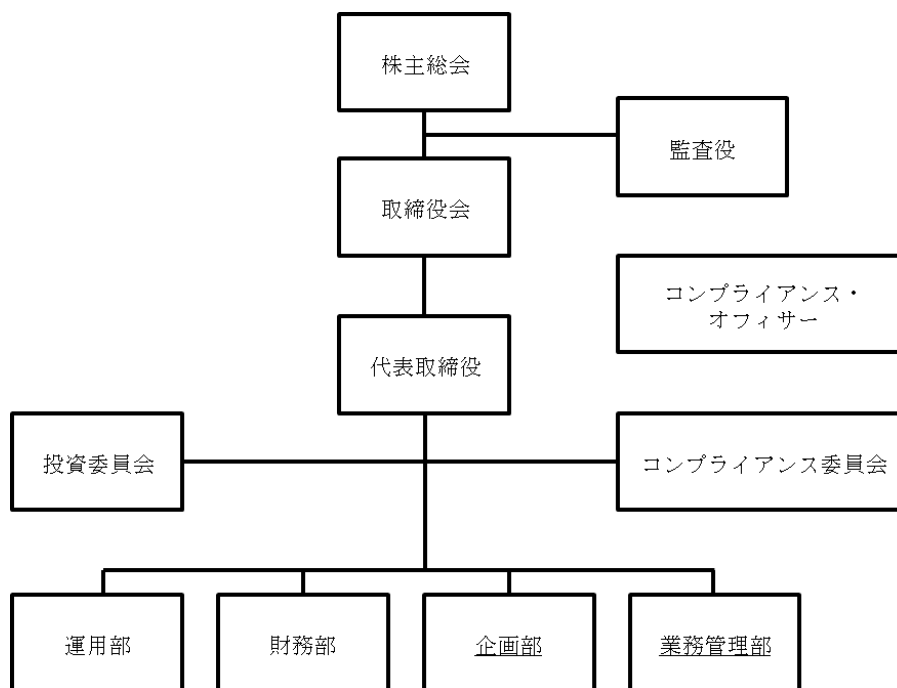 株主総会
監査役
取締役会
コンプライアンス・
オフィサー
代表取締役
投資委員会
コンプライアンス委員会
運用部
財務部
企画部
業務管理部